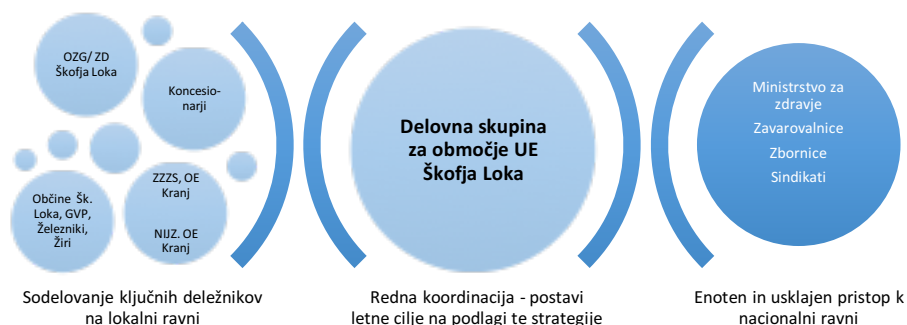 OZG/ ZD
Škofja Loka
Koncesio-
narji
Občine Šk.
Loka, GVP,
Železniki,
Žiri
ZZZS, OE
Kranj
NIJZ. OE
Kranj
Sodelovanje ključnih deležnikov
na lokalni ravni
Delovna skupina
za območje UE
Škofja Loka
Redna koordinacija - postavi
letne cilje na podlagi te strategije
Ministrstvo za
zdravje
Zavarovalnice
Zbornice
Sindikati
Enoten in usklajen pristop k
nacionalni ravni